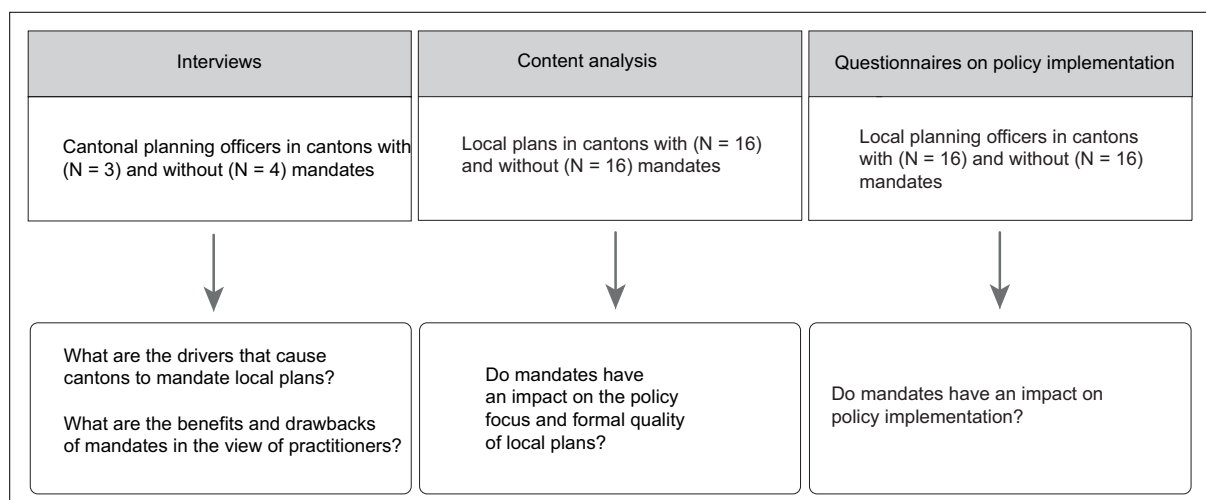 Interviews
Cantonal planning officers in cantons with
(N = 3) and without (N = 4) mandates
What are the drivers that cause
cantons to mandate local plans?
What are the benefits and drawbacks
of mandates in the view of practitioners?
Content analysis
Local plans in cantons with (N = 16)
and without (N = 16) mandates
Do mandates have
an impact on the policy
focus and formal quality
of local plans?
Questionnaires on policy implementation
Local planning officers in cantons
with (N = 16) and without (N = 16)
mandates
Do mandates have an impact on
policy implementation?